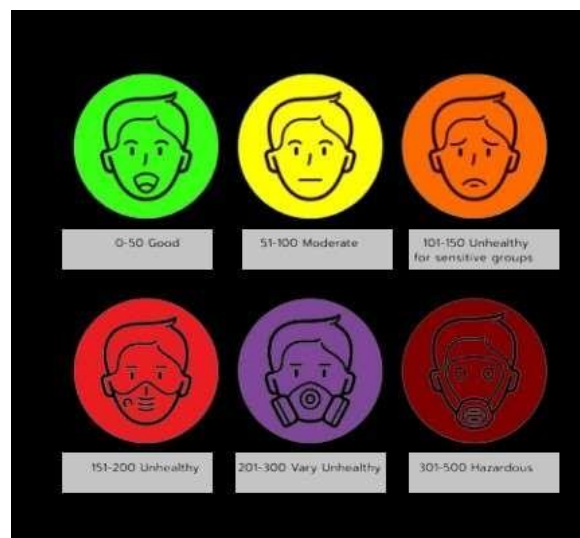 0-50 Good
51-100 Moderate
101-150 Unhealthy
for sensitive groups
151-200 Unhealthy
201-300 Vary Unhealthy
301-500 Hazardous